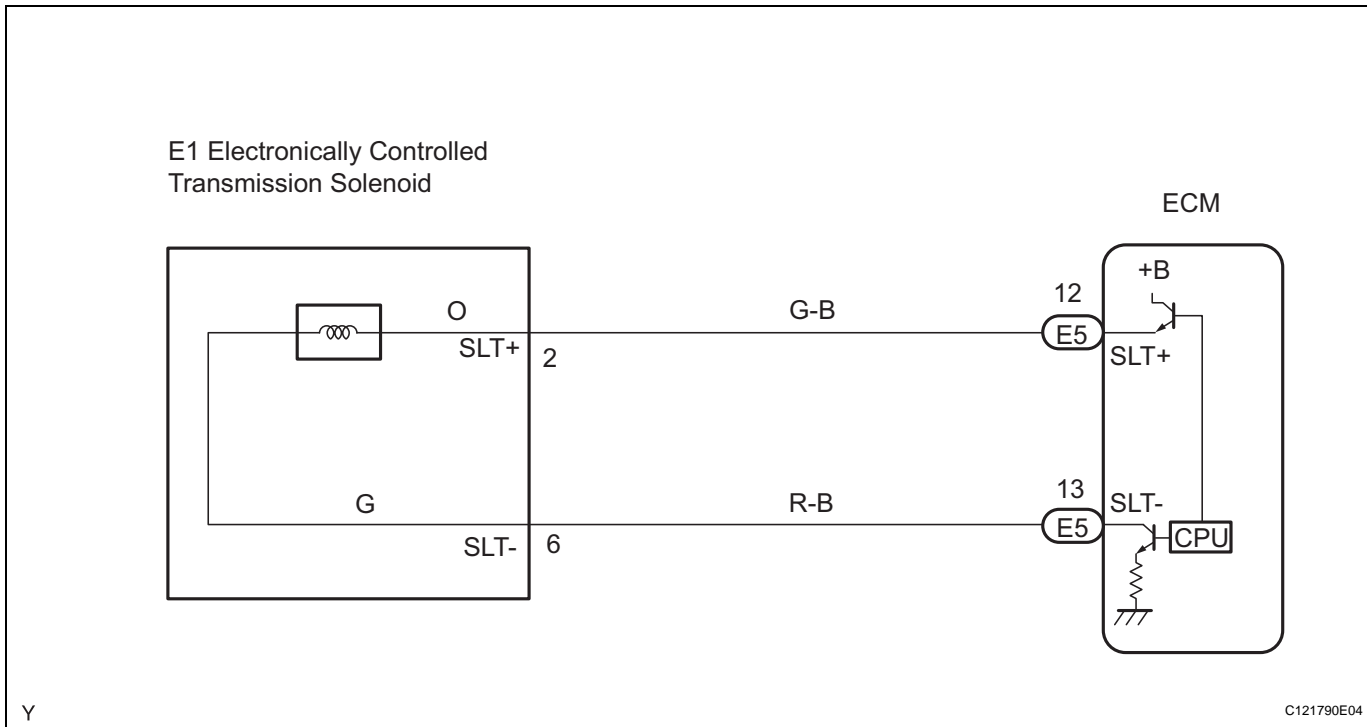 E1 Electronically Controlled
Transmission Solenoid
ECM
+B
O
G-B
12
E5
SLT+
2
SLT+
G
R-B
13
E5
SLT-
SLT-
6
CPU
Y
C121790E04